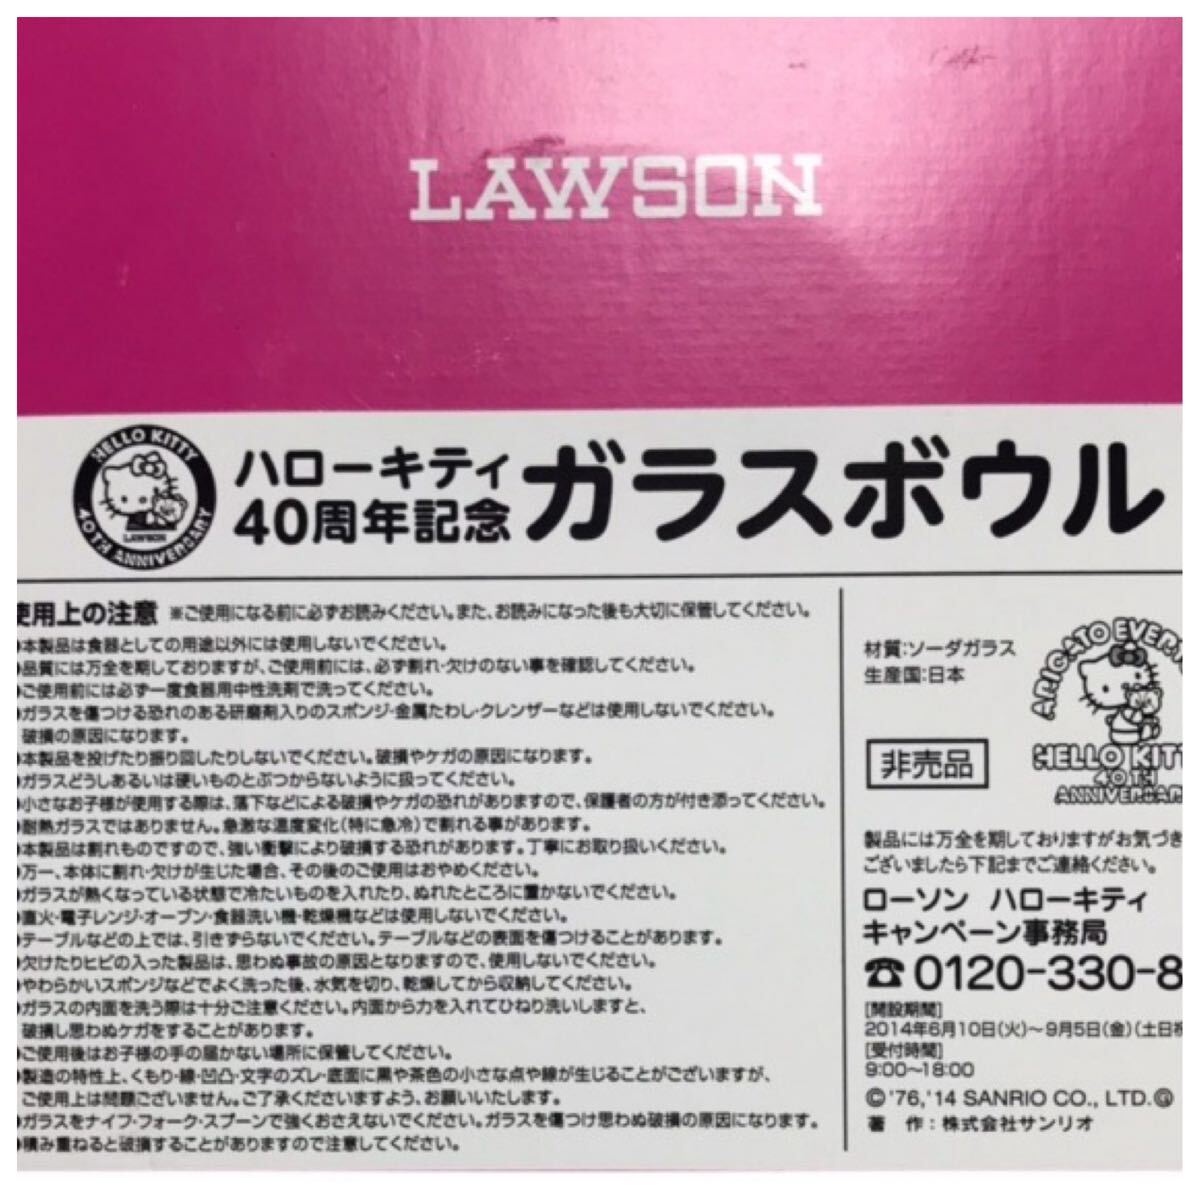 LAWSON
HELLO KITTY
40TH ANNIVERSARY
LAWSON
ハローキティ
40周年記念
ガラスボウル
使用上の注意 ※ご使用になる前に必ずお読みください。また、お読みになった後も大切に保管してください。
●本製品は食器としての用途以外には使用しないでください。
●品質には万全を期しておりますが、ご使用前には、必ず割れ・欠けのない事を確認してください。
●ご使用前には必ず一度食器用中性洗剤で洗ってください。
●ガラスを傷つける恐れのある研磨剤入りのスポンジ・金属たわし・クレンザーなどは使用しないでください。
破損の原因になります。
●本製品を投げたり振り回したりしないでください。破損やケガの原因になります。
●ガラスどうしあるいは硬いものとぶつからないように扱ってください。
●小さなお子様が使用する際は、落下などによる破損やケガの恐れがありますので、保護者の方が付き添ってください。
●耐熱ガラスではありません。急激な温度変化(特に急冷)で割れる事があります。
●本製品は割れものですので、強い衝撃により破損する恐れがあります。丁寧にお取り扱いください。
●万一、本体に割れ・欠けが生じた場合、その後のご使用はおやめください。
●ガラスが熱くなっている状態で冷たいものを入れたり、ぬれたところに置かないでください。
●直火・電子レンジ・オーブン・食器洗い機・乾燥機などは使用しないでください。
●テーブルなどの上では、引きずらないでください。テーブルなどの表面を傷つけることがあります。
●欠けたりヒビの入った製品は、思わぬ事故の原因となりますので、使用しないでください。
●やわらかいスポンジなどでよく洗った後、水気を切り、乾燥してから収納してください。
●ガラスの内面を洗う際は十分ご注意ください。内面から力を入れてひねり洗いしますと、
破損し思わぬケガをすることがあります。
●ご使用後はお子様の手の届かない場所に保管してください。
●製造の特性上、くもり・線・凹凸・文字のズレ・底面に黒や茶色の小さな点や線が生じることがございますが、
ご使用上は問題ございません。ご了承くださいますよう、お願いいたします。
●ガラスをナイフ・フォーク・スプーンで強くおさえないでください。ガラスを傷つけ思わぬ破損の原因になります。
●積み重ねると破損することがありますので注意してください。
材質:ソーダガラス
生産国:日本
非売品
ARIGATO EVERY
HELLO KITT
40TH
ANNIVERSARY
製品には万全を期しておりますがお気づき
ございましたら下記までご連絡ください。
ローソン ハローキティ
キャンペーン事務局
☎0120-330-8
[開設期間]
2014年6月10日(火)〜9月5日(金)(土日祝
[受付時間]
9:00〜18:00
©'76,'14 SANRIO CO., LTD.Ⓖ
著 作:株式会社サンリオ